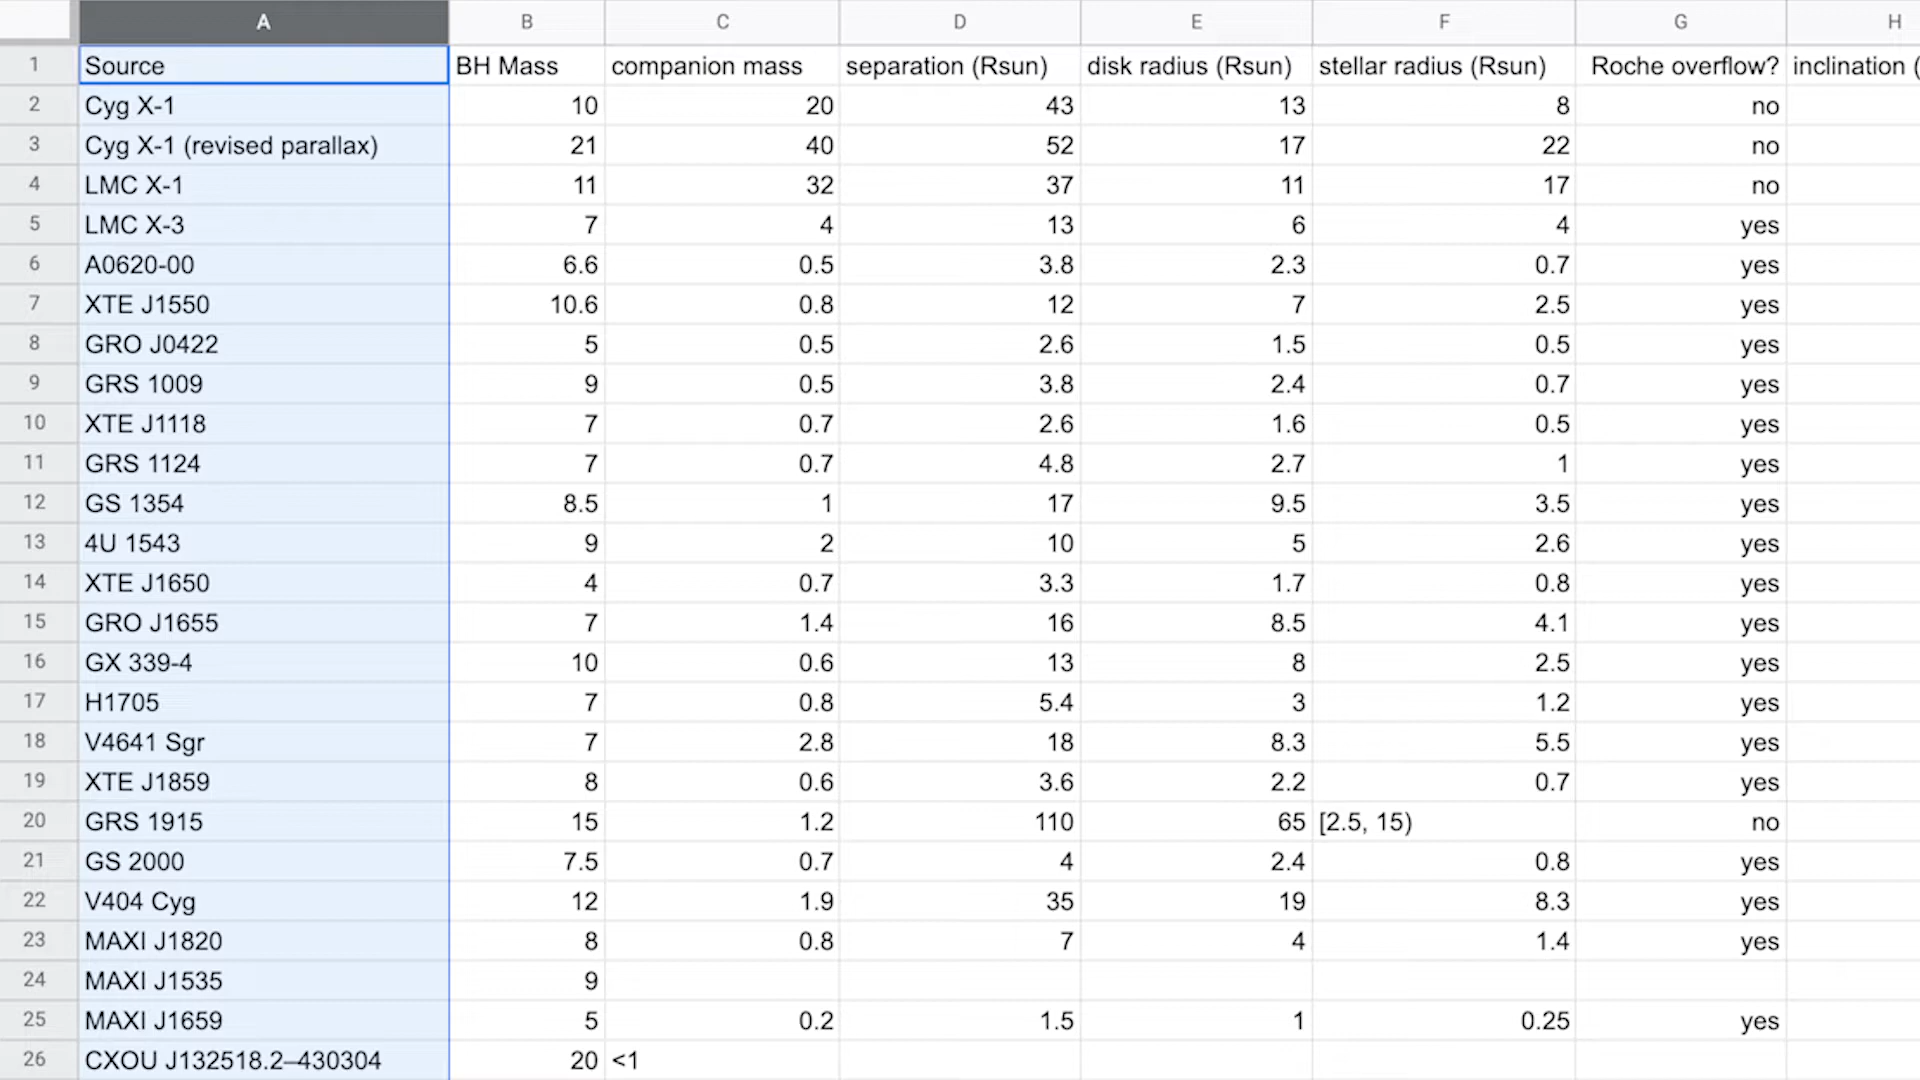 A B C D E F G H
1 Source BH Mass companion mass separation (Rsun) disk radius (Rsun) stellar radius (Rsun) Roche overflow? inclination (
2 Cyg X-1 10 20 43 13 8 no
3 Cyg X-1 (revised parallax) 21 40 52 17 22 no
4 LMC X-1 11 32 37 11 17 no
5 LMC X-3 7 4 13 6 4 yes
6 A0620-00 6.6 0.5 3.8 2.3 0.7 yes
7 XTE J1550 10.6 0.8 12 7 2.5 yes
8 GRO J0422 5 0.5 2.6 1.5 0.5 yes
9 GRS 1009 9 0.5 3.8 2.4 0.7 yes
10 XTE J1118 7 0.7 2.6 1.6 0.5 yes
11 GRS 1124 7 0.7 4.8 2.7 1 yes
12 GS 1354 8.5 1 17 9.5 3.5 yes
13 4U 1543 9 2 10 5 2.6 yes
14 XTE J1650 4 0.7 3.3 1.7 0.8 yes
15 GRO J1655 7 1.4 16 8.5 4.1 yes
16 GX 339-4 10 0.6 13 8 2.5 yes
17 H1705 7 0.8 5.4 3 1.2 yes
18 V4641 Sgr 7 2.8 18 8.3 5.5 yes
19 XTE J1859 8 0.6 3.6 2.2 0.7 yes
20 GRS 1915 15 1.2 110 65 [2.5, 15) no
21 GS 2000 7.5 0.7 4 2.4 0.8 yes
22 V404 Cyg 12 1.9 35 19 8.3 yes
23 MAXI J1820 8 0.8 7 4 1.4 yes
24 MAXI J1535 9
25 MAXI J1659 5 0.2 1.5 1 0.25 yes
26 CXOU J132518.2–430304 20 <1